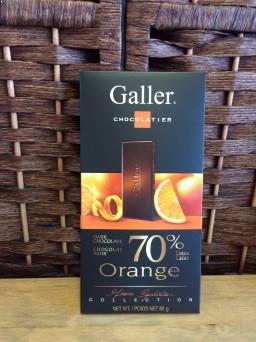 Galler®
CHOCOLATIER
Galler
DARK CHOCOLATE
CHOCOLAT NOIR
70%
Cocoa
Cacao
Orange
COLLECTION
NET WT. / POIDS NET 80 g